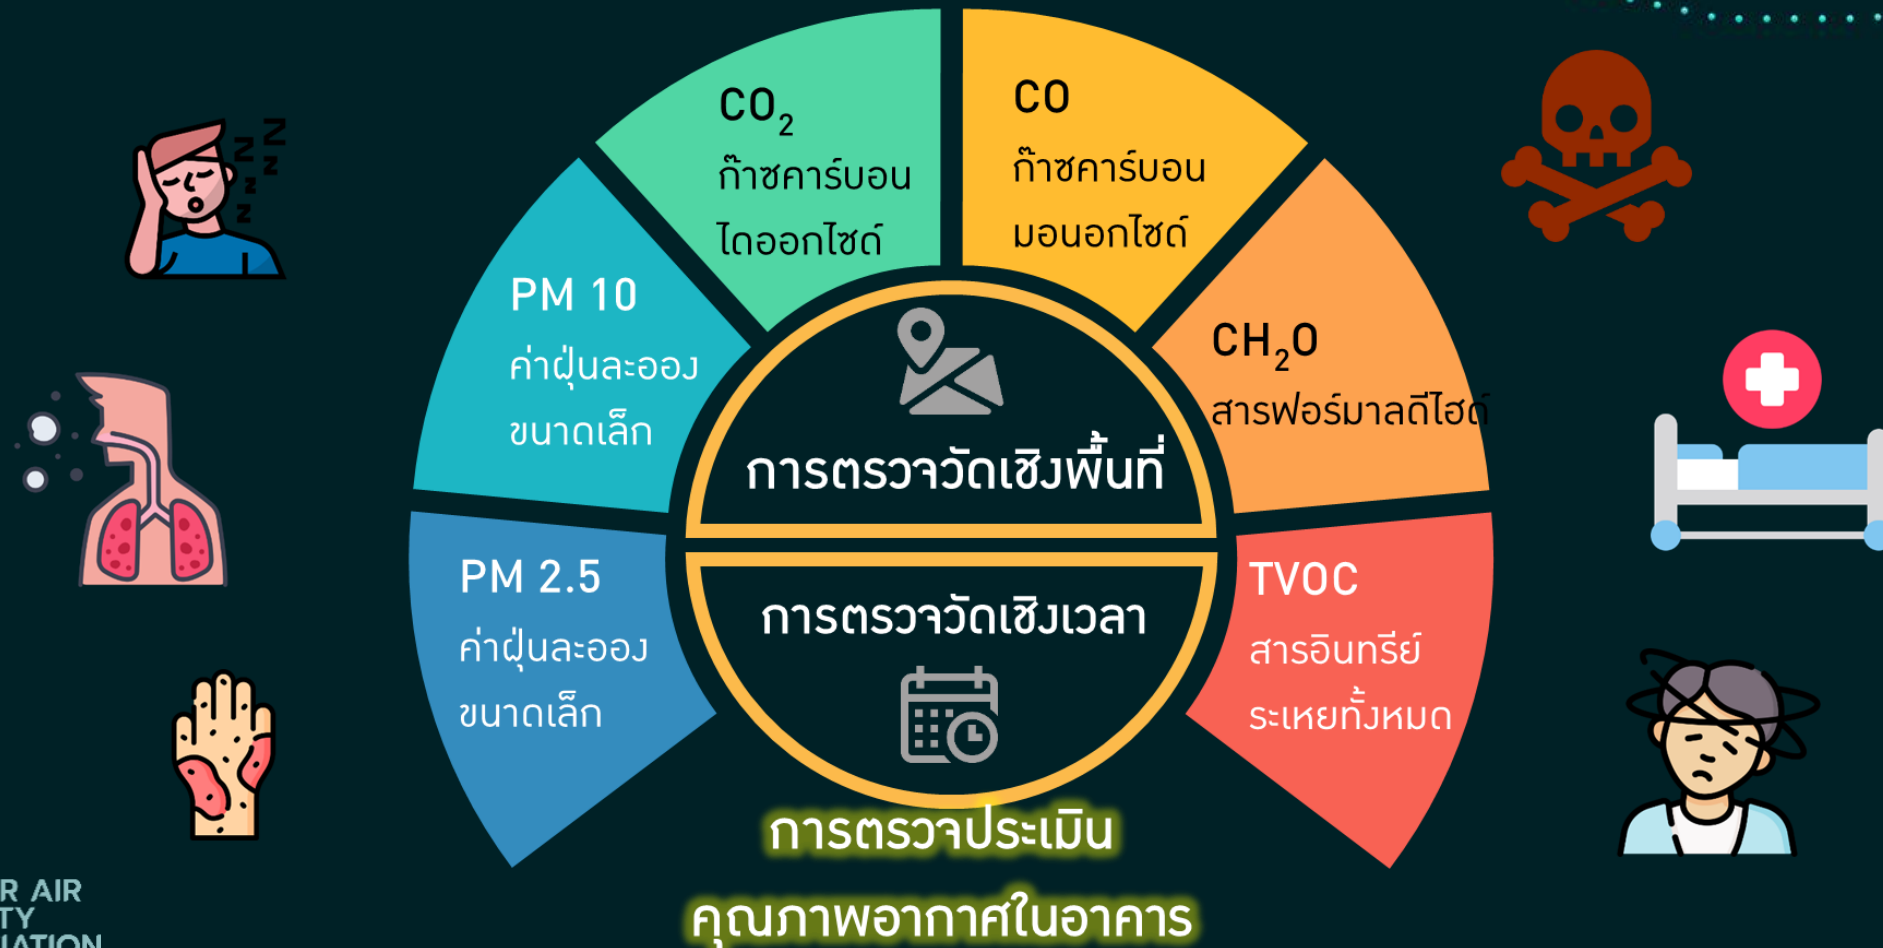 CO₂
ก๊าซคาร์บอน
ไดออกไซด์
CO
ก๊าซคาร์บอน
มอนอกไซด์
PM 10
ค่าฝุ่นละออง
ขนาดเล็ก
CH₂O
สารฟอร์มาลดีไฮด์
PM 2.5
ค่าฝุ่นละออง
ขนาดเล็ก
TVOC
สารอินทรีย์
ระเหยทั้งหมด
การตรวจวัดเชิงพื้นที่
การตรวจวัดเชิงเวลา
การตรวจประเมิน
คุณภาพอากาศในอาคาร
AIR